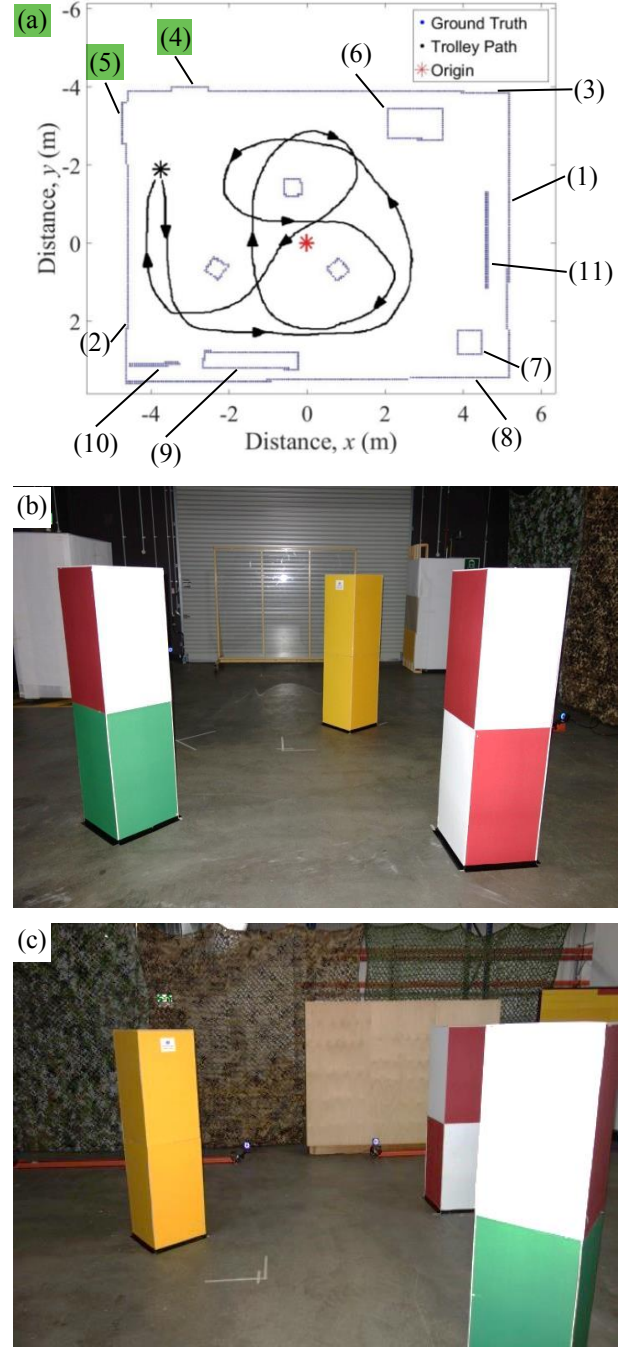 (a)
-6
-4
-2
0
2
Distance, y (m)
Ground Truth
Trolley Path
Origin
(4)
(5)
(6)
(3)
(1)
(11)
(2)
(7)
(10)
(9)
(8)
-4
-2
0
2
4
6
Distance, x (m)
(b)
(c)